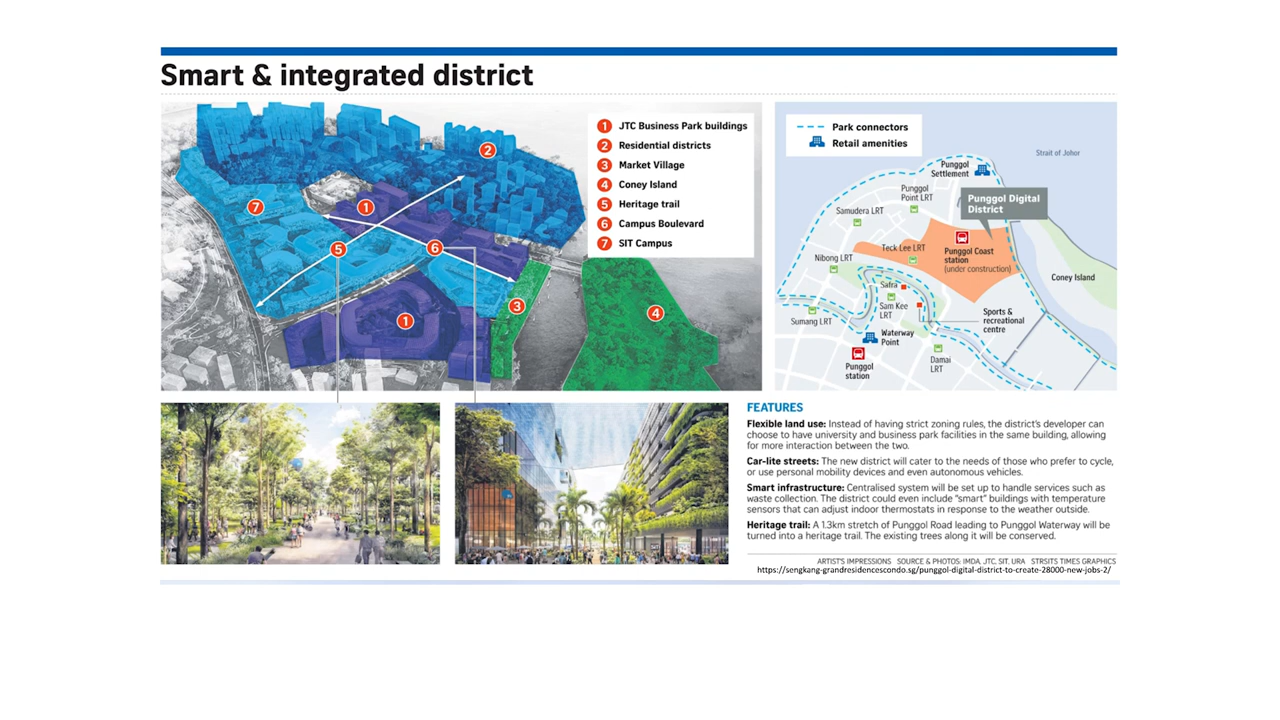 Smart & integrated district
1 JTC Business Park buildings
2 Residential districts
3 Market Village
4 Coney Island
5 Heritage trail
6 Campus Boulevard
7 SIT Campus
2
7
1
5
6
3
4
1
Park connectors
Retail amenities
Strait of Johor
Punggol
Settlement
Punggol
Point LRT
Punggol Digital
District
Samudera LRT
Teck Lee LRT
Punggol Coast
station
(under construction)
Nibong LRT
Coney Island
Safra
Sam Kee
LRT
Sumang LRT
Sports &
recreational
centre
Waterway
Point
Punggol
station
Damai
LRT
FEATURES
Flexible land use: Instead of having strict zoning rules, the district's developer can
choose to have university and business park facilities in the same building, allowing
for more interaction between the two.
Car-lite streets: The new district will cater to the needs of those who prefer to cycle,
or use personal mobility devices and even autonomous vehicles.
Smart infrastructure: Centralised system will be set up to handle services such as
waste collection. The district could even include "smart" buildings with temperature
sensors that can adjust indoor thermostats in response to the weather outside.
Heritage trail: A 1.3km stretch of Punggol Road leading to Punggol Waterway will be
turned into a heritage trail. The existing trees along it will be conserved.
ARTIST'S IMPRESSIONS SOURCE & PHOTOS: IMDA, JTC, SIT, URA STRSITS TIMES GRAPHICS
https://sengkang-grandresidencescondo.sg/punggol-digital-district-to-create-28000-new-jobs-2/